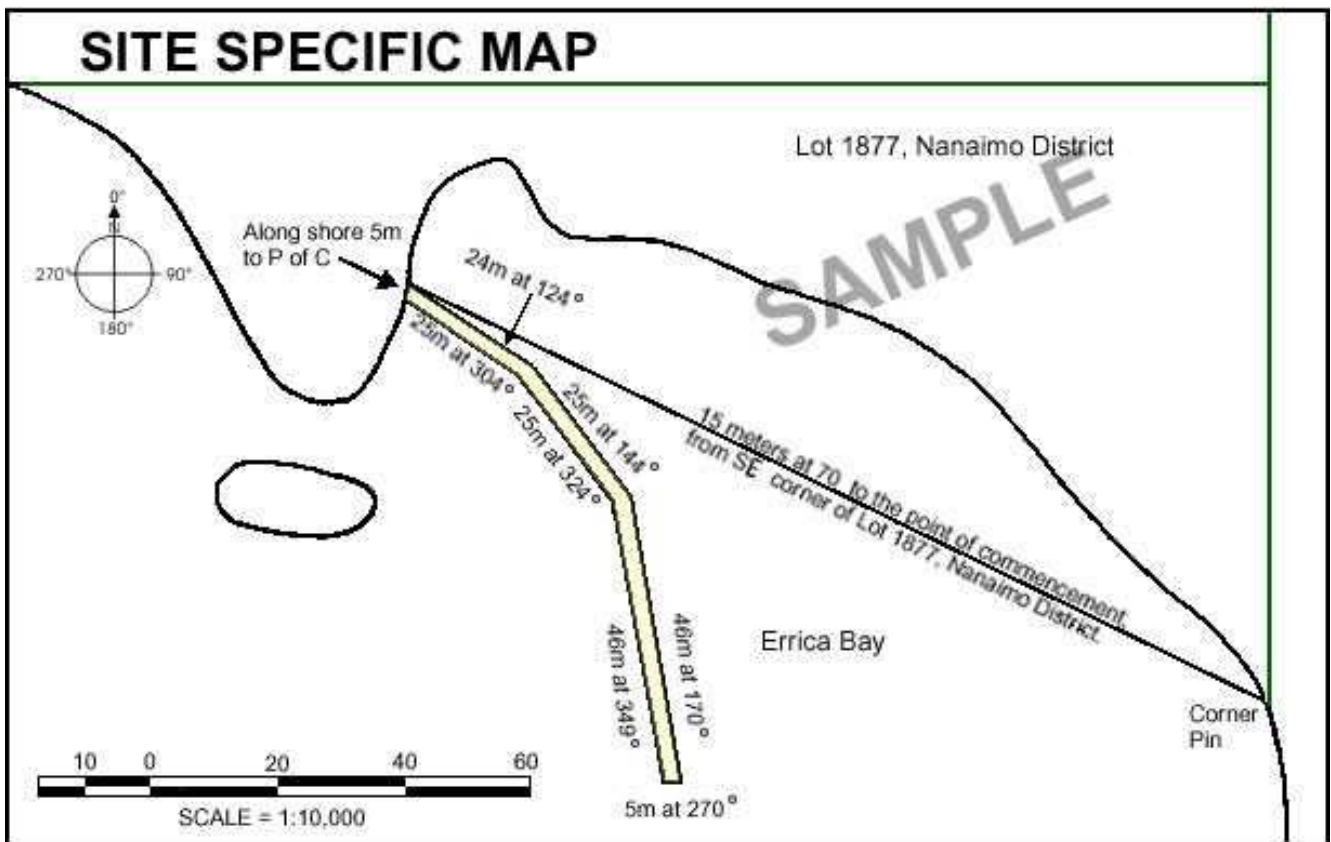 SITE SPECIFIC MAP
Lot 1877, Nanaimo District
SAMPLE
0°
N
270°
90°
180°
Along shore 5m
to P of C
24m at 124°
25m at 304°
25m at 144°
25m at 324°
15 meters at 70 to the point of commencement,
from SE corner of Lot 1877, Nanaimo District.
46m at 349°
46m at 170°
Errica Bay
Corner
Pin
10 0 20 40 60
SCALE = 1:10,000
5m at 270°